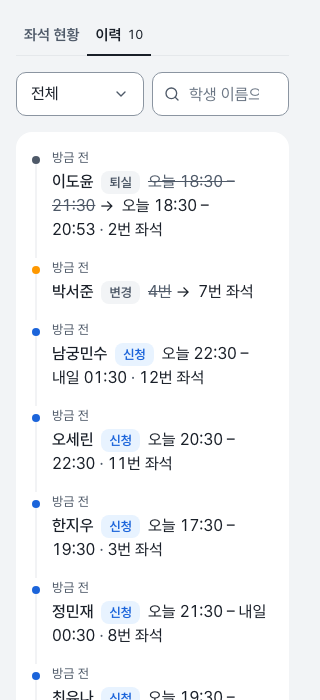 좌석 현황 이력 10
전체 학생 이름으
방금 전
이도윤 퇴실 오늘 18:30 –
21:30 → 오늘 18:30 –
20:53 · 2번 좌석
방금 전
박서준 변경 4번 → 7번 좌석
방금 전
남궁민수 신청 오늘 22:30 –
내일 01:30 · 12번 좌석
방금 전
오세린 신청 오늘 20:30 –
22:30 · 11번 좌석
방금 전
한지우 신청 오늘 17:30 –
19:30 · 3번 좌석
방금 전
정민재 신청 오늘 21:30 – 내일
00:30 · 8번 좌석
방금 전
최유나 신청 오늘 19:30 –